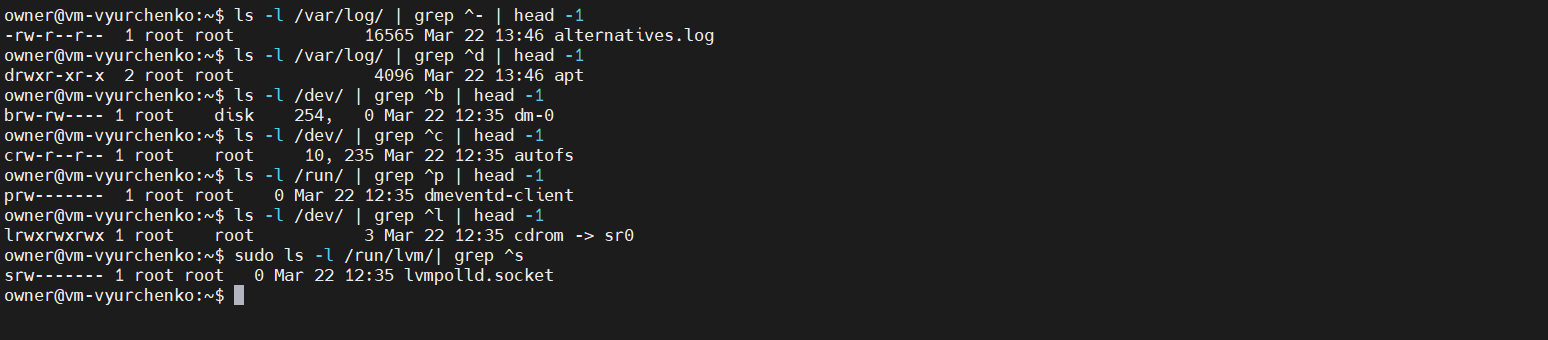 owner@vm-vyurchenko:~$ ls -l /var/log/ | grep ^- | head -1
-rw-r--r--  1 root root             16565 Mar 22 13:46 alternatives.log
owner@vm-vyurchenko:~$ ls -l /var/log/ | grep ^d | head -1
drwxr-xr-x  2 root root              4096 Mar 22 13:46 apt
owner@vm-vyurchenko:~$ ls -l /dev/ | grep ^b | head -1
brw-rw---- 1 root    disk    254,   0 Mar 22 12:35 dm-0
owner@vm-vyurchenko:~$ ls -l /dev/ | grep ^c | head -1
crw-r--r-- 1 root    root     10, 235 Mar 22 12:35 autofs
owner@vm-vyurchenko:~$ ls -l /run/ | grep ^p | head -1
prw-------  1 root root    0 Mar 22 12:35 dmeventd-client
owner@vm-vyurchenko:~$ ls -l /dev/ | grep ^l | head -1
lrwxrwxrwx 1 root    root           3 Mar 22 12:35 cdrom -> sr0
owner@vm-vyurchenko:~$ sudo ls -l /run/lvm/| grep ^s
srw------- 1 root root   0 Mar 22 12:35 lvmpolld.socket
owner@vm-vyurchenko:~$